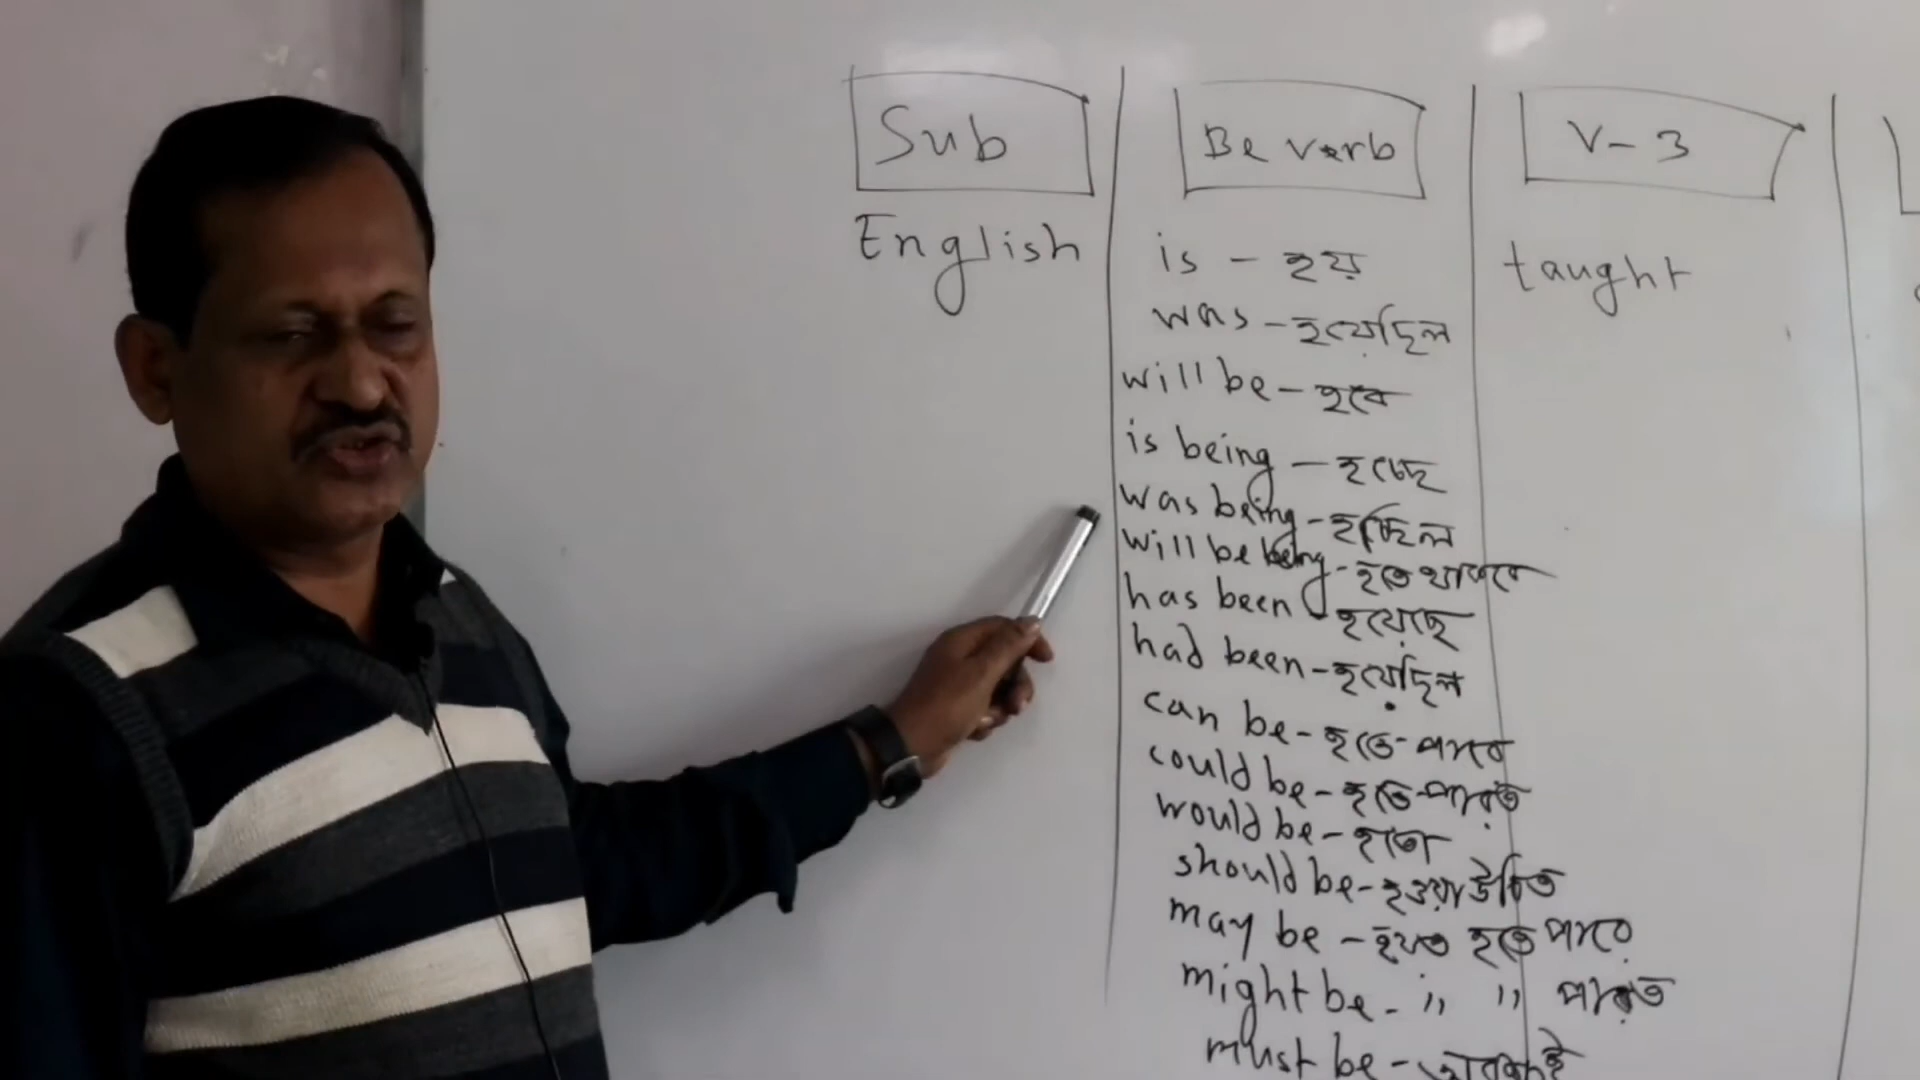 Sub Be verb V-3
English is - হয় taught
was - হয়েছিল
will be - হবে
is being - হচ্ছে
was being - হচ্ছিল
will be being - হতে থাকবে
has been - হয়েছে
had been - হয়েছিল
can be - হতে পারে
could be - হতে পারত
would be - হতো
should be - হওয়া উচিত
may be - হয়ত হতে পারে
might be - ,, ,, পারত
must be - অবশ্যই